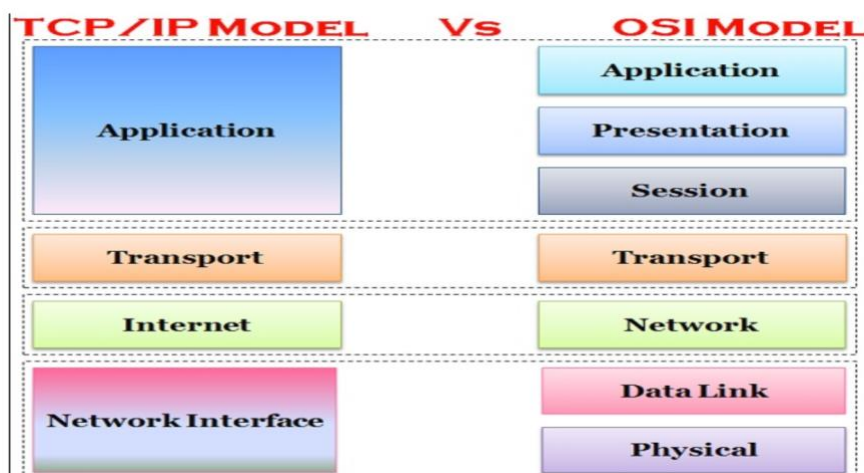 TCP/IP MODEL Vs OSI MODEL
Application
Application
Presentation
Session
Transport
Transport
Internet
Network
Network Interface
Data Link
Physical